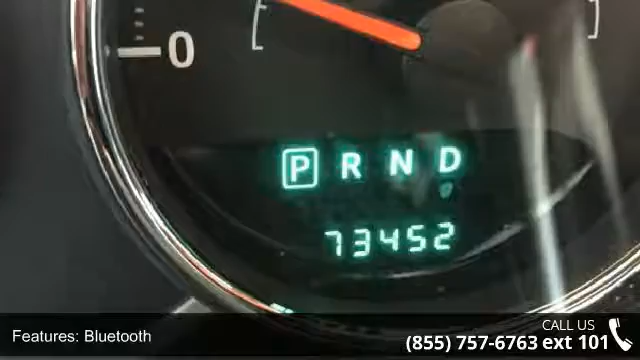 0
P R N D
73452
Features: Bluetooth
CALL US
(855) 757-6763 ext 101